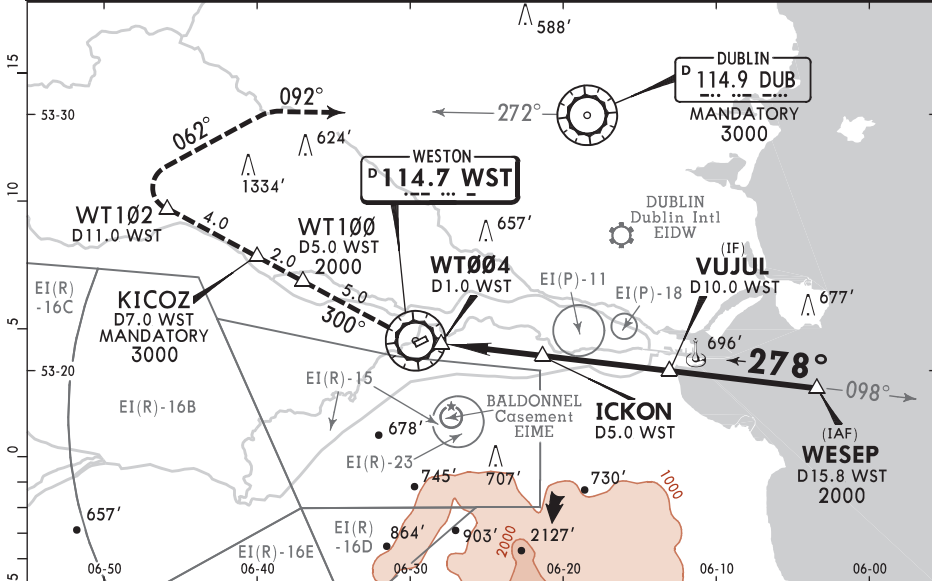 588'
15
DUBLIN
D 114.9 DUB
MANDATORY
3000
53-30
092°
272°
062°
624'
1334'
WESTON
D 114.7 WST
10
WTØ102
D11.0 WST
4.0
WT1ØØ
D5.0 WST
2000
2.0
657'
DUBLIN
Dublin Intl
EIDW
WTØØ4
D1.0 WST
(IF)
VUJUL
D10.0 WST
EI(P)-11
EI(P)-18
677'
EI(R)
-16C
KICOZ
D7.0 WST
MANDATORY
3000
5.0
300°
5
696'
278°
098°
53-20
EI(R)-15
EI(R)-16B
BALDONNEL
Casement
EIME
ICKON
D5.0 WST
(IAF)
WESEP
D15.8 WST
2000
678'
EI(R)-23
0
745'
707'
730'
1000
657'
EI(R)
-16D
864'
903'
2000
2127'
EI(R)-16E
5
06-50
06-40
06-30
06-20
06-10
06-00